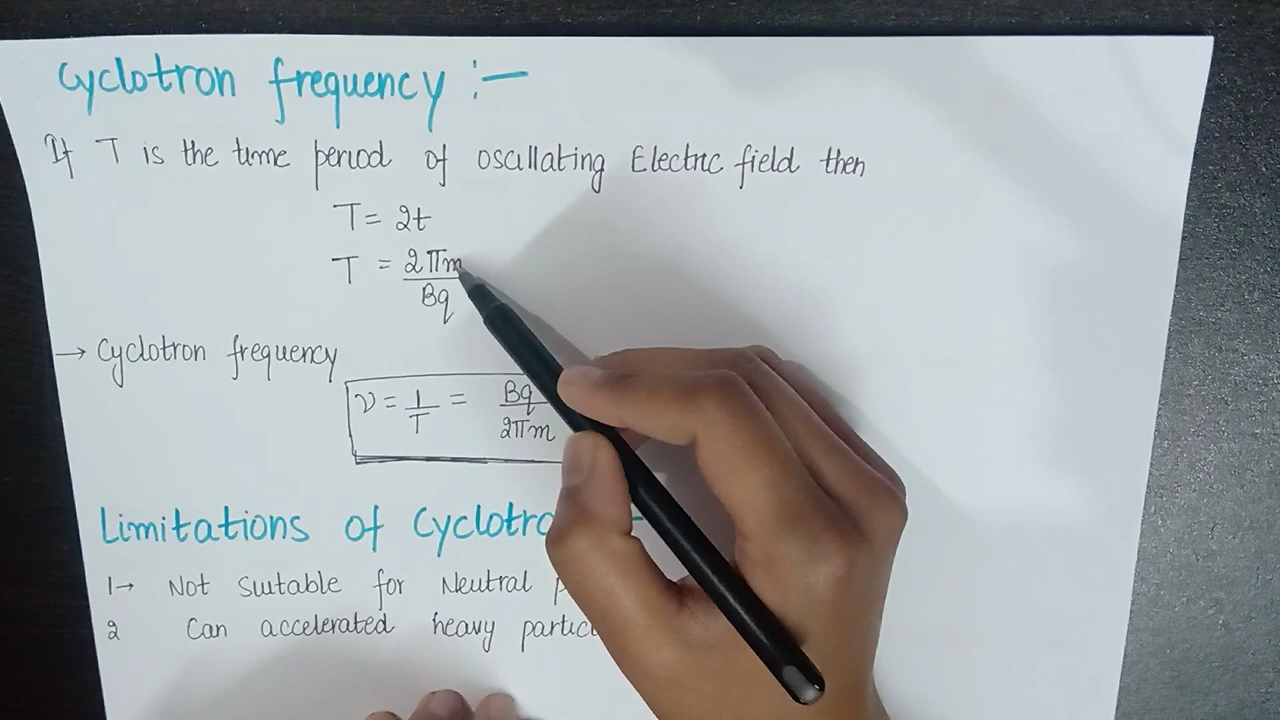 Cyclotron frequency :-
If T is the time period of oscillating Electric field then
T = 2t
T = 2πm / Bq
→ Cyclotron frequency
ν = 1/T = Bq / 2πm
Limitations of Cyclotro
1→ Not suitable for Neutral p
2 Can accelerated heavy partic